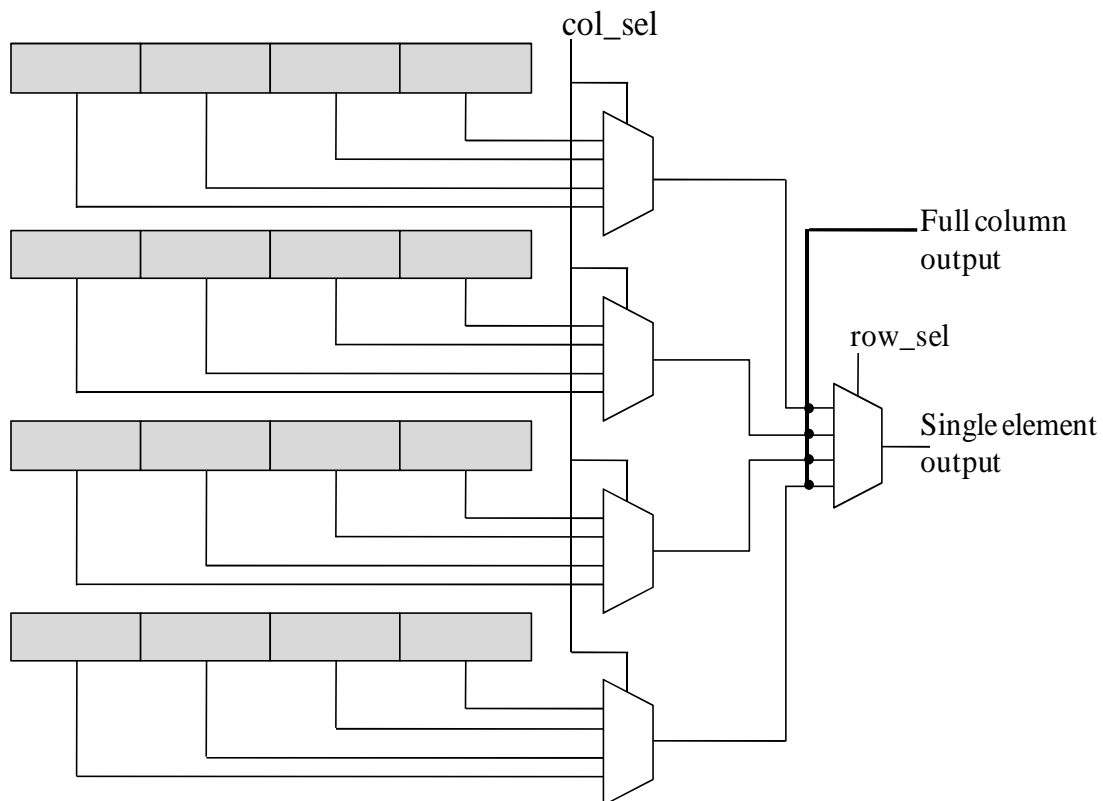 col_sel
Full column
output
row_sel
Single element
output